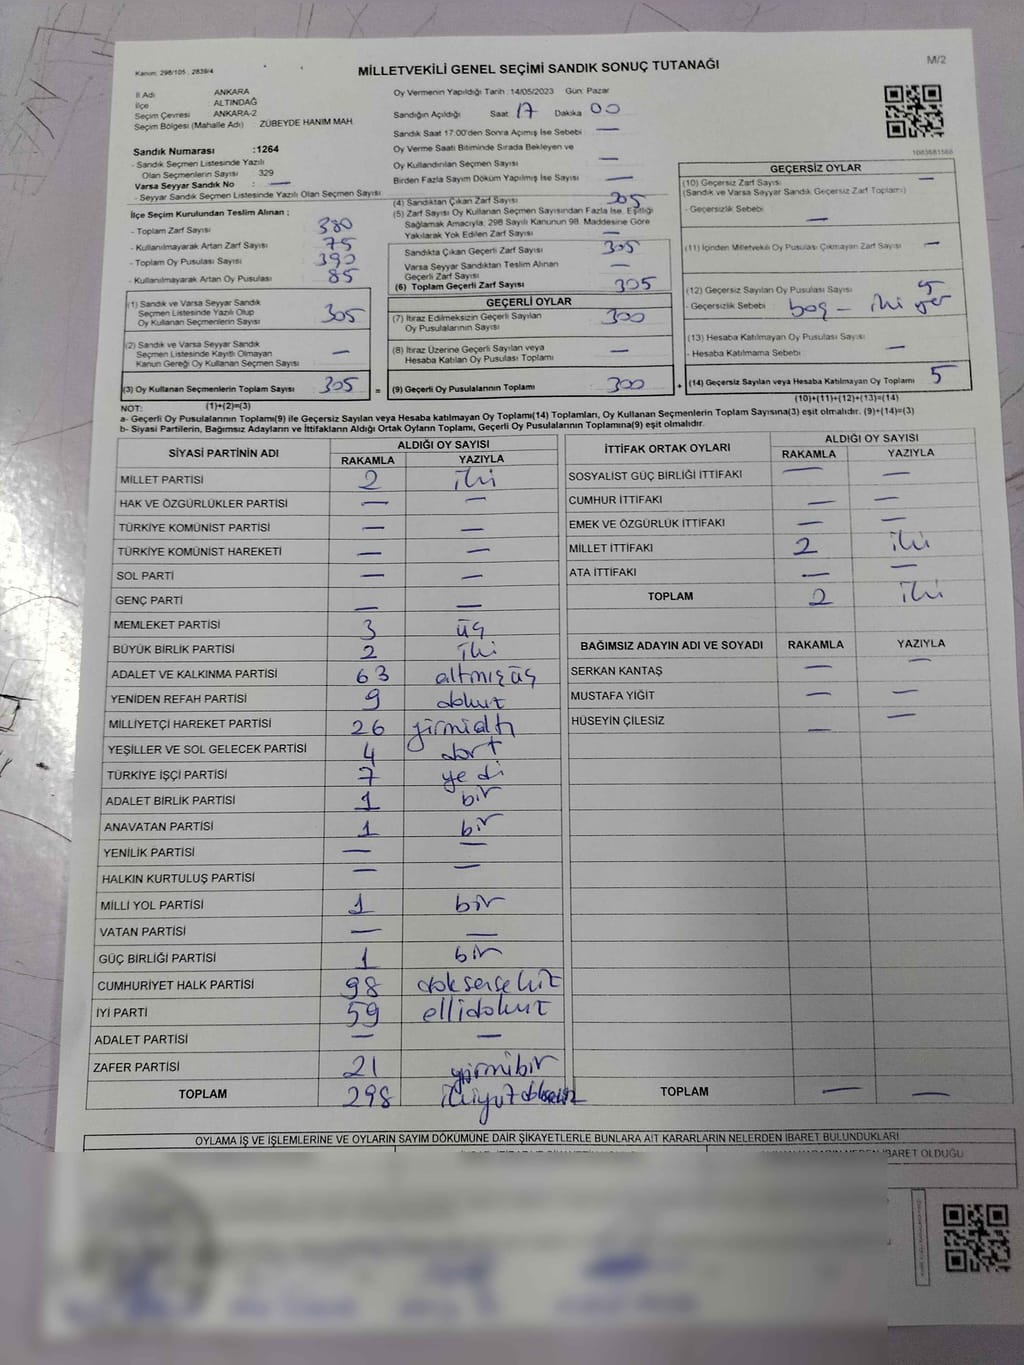 Kanun: 298/105 , 2839/4
MİLLETVEKİLİ GENEL SEÇİMİ SANDIK SONUÇ TUTANAĞI
M/2
İl Adı ANKARA
İlçe ALTINDAĞ
Seçim Çevresi ANKARA-2
Seçim Bölgesi (Mahalle Adı) : ZÜBEYDE HANIM MAH.
Sandık Numarası :1264
- Sandık Seçmen Listesinde Yazılı
Olan Seçmenlerin Sayısı : 329
Varsa Seyyar Sandık No : —
- Seyyar Sandık Seçmen Listesinde Yazılı Olan Seçmen Sayısı
İlçe Seçim Kurulundan Teslim Alınan ;
- Toplam Zarf Sayısı 380
- Kullanılmayarak Artan Zarf Sayısı 75
- Toplam Oy Pusulası Sayısı 390
- Kullanılmayarak Artan Oy Pusulası 85
(1) Sandık ve Varsa Seyyar Sandık
Seçmen Listesinde Yazılı Olup
Oy Kullanan Seçmenlerin Sayısı 305
(2) Sandık ve Varsa Seyyar Sandık
Seçmen Listesinde Kayıtlı Olmayan
Kanun Gereği Oy Kullanan Seçmen Sayısı —
(3) Oy Kullanan Seçmenlerin Toplam Sayısı 305 =
(1)+(2)=(3)
Oy Vermenin Yapıldığı Tarih : 14/05/2023 Gün: Pazar
Sandığın Açıldığı Saat 17 Dakika 00
Sandık Saat 17:00'den Sonra Açımış İse Sebebi : —
Oy Verme Saati Bitiminde Sırada Bekleyen ve
Oy Kullandırılan Seçmen Sayısı —
Birden Fazla Sayım Döküm Yapılmış İse Sayısı —
(4) Sandıktan Çıkan Zarf Sayısı 305
(5) Zarf Sayısı Oy Kullanan Seçmen Sayısından Fazla İse, Eşitliği
Sağlamak Amacıyla, 298 Sayılı Kanunun 98. Maddesine Göre
Yakılarak Yok Edilen Zarf Sayısı —
Sandıkta Çıkan Geçerli Zarf Sayısı 305
Varsa Seyyar Sandıktan Teslim Alınan
Geçerli Zarf Sayısı —
(6) Toplam Geçerli Zarf Sayısı 305
GEÇERLİ OYLAR
(7) İtiraz Edilmeksizin Geçerli Sayılan
Oy Pusulalarının Sayısı 300
(8) İtiraz Üzerine Geçerli Sayılan veya
Hesaba Katılan Oy Pusulası Toplamı —
(9) Geçerli Oy Pusulalarının Toplamı 300 +
1083681568
GEÇERSİZ OYLAR
(10) Geçersiz Zarf Sayısı —
(Sandık ve Varsa Seyyar Sandık Geçersiz Zarf Toplamı)
- Geçersizlik Sebebi : —
(11) İçinden Milletvekili Oy Pusulası Çıkmayan Zarf Sayısı —
(12) Geçersiz Sayılan Oy Pusulası Sayısı 5
- Geçersizlik Sebebi : boş - iki yer
(13) Hesaba Katılmayan Oy Pusulası Sayısı —
- Hesaba Katılmama Sebebi :
(14) Geçersiz Sayılan veya Hesaba Katılmayan Oy Toplamı 5
(10)+(11)+(12)+(13)=(14)
NOT:
a- Geçerli Oy Pusulalarının Toplamı(9) ile Geçersiz Sayılan veya Hesaba katılmayan Oy Toplamı(14) Toplamları, Oy Kullanan Seçmenlerin Toplam Sayısına(3) eşit olmalıdır. (9)+(14)=(3)
b- Siyasi Partilerin, Bağımsız Adayların ve İttifakların Aldığı Ortak Oyların Toplamı, Geçerli Oy Pusulalarının Toplamına(9) eşit olmalıdır.
SİYASİ PARTİNİN ADI ALDIĞI OY SAYISI
RAKAMLA YAZIYLA
MİLLET PARTİSİ 2 iki
HAK VE ÖZGÜRLÜKLER PARTİSİ — —
TÜRKİYE KOMÜNİST PARTİSİ — —
TÜRKİYE KOMÜNİST HAREKETİ — —
SOL PARTİ — —
GENÇ PARTİ — —
MEMLEKET PARTİSİ 3 üç
BÜYÜK BİRLİK PARTİSİ 2 iki
ADALET VE KALKINMA PARTİSİ 63 altmışüç
YENİDEN REFAH PARTİSİ 9 dokuz
MİLLİYETÇİ HAREKET PARTİSİ 26 yirmialtı
YEŞİLLER VE SOL GELECEK PARTİSİ 4 dört
TÜRKİYE İŞÇİ PARTİSİ 7 yedi
ADALET BİRLİK PARTİSİ 1 bir
ANAVATAN PARTİSİ 1 bir
YENİLİK PARTİSİ — —
HALKIN KURTULUŞ PARTİSİ — —
MİLLİ YOL PARTİSİ 1 bir
VATAN PARTİSİ — —
GÜÇ BİRLİĞİ PARTİSİ 1 bir
CUMHURİYET HALK PARTİSİ 98 doksensekiz
İYİ PARTİ 59 ellidokuz
ADALET PARTİSİ — —
ZAFER PARTİSİ 21 yirmibir
TOPLAM 298
İTTİFAK ORTAK OYLARI ALDIĞI OY SAYISI
RAKAMLA YAZIYLA
SOSYALİST GÜÇ BİRLİĞİ İTTİFAKI — —
CUMHUR İTTİFAKI — —
EMEK VE ÖZGÜRLÜK İTTİFAKI — —
MİLLET İTTİFAKI 2 iki
ATA İTTİFAKI — —
TOPLAM 2 iki
BAĞIMSIZ ADAYIN ADI VE SOYADI RAKAMLA YAZIYLA
SERKAN KANTAŞ — —
MUSTAFA YİĞİT — —
HÜSEYİN ÇİLESİZ — —
TOPLAM — —
OYLAMA İŞ VE İŞLEMLERİNE VE OYLARIN SAYIM DÖKÜMÜNE DAİR ŞİKAYETLERLE BUNLARA AİT KARARLARIN NELERDEN İBARET BULUNDUKLARI
İBARET OLDUĞU